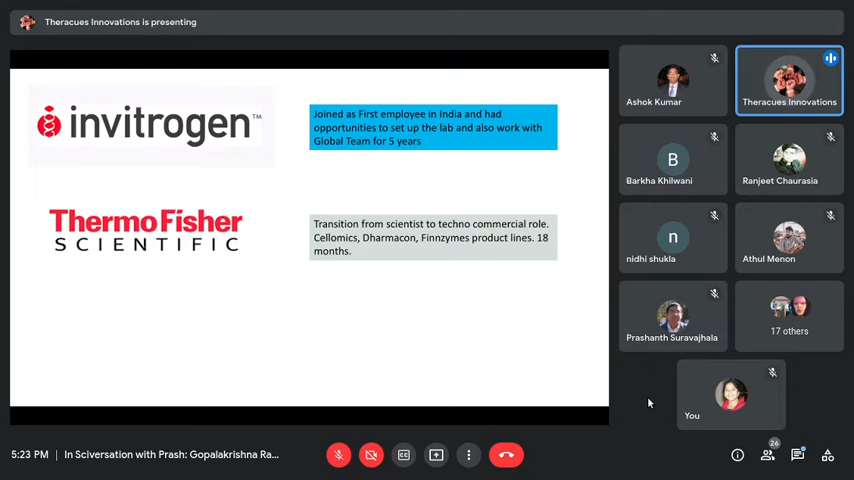 Theracues Innovations is presenting
invitrogen™
Joined as First employee in India and had
opportunities to set up the lab and also work with
Global Team for 5 years
ThermoFisher
SCIENTIFIC
Transition from scientist to techno commercial role.
Cellomics, Dharmacon, Finnzymes product lines. 18
months.
Ashok Kumar
Theracues Innovations
B
Barkha Khilwani
Ranjeet Chaurasia
n
nidhi shukla
Athul Menon
Prashanth Suravajhala
17 others
You
5:23 PM | In Sciversation with Prash: Gopalakrishna Ra...
CC
26